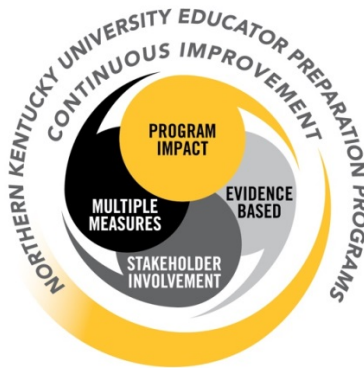 NORTHERN KENTUCKY UNIVERSITY EDUCATOR PREPARATION PROGRAMS
CONTINUOUS IMPROVEMENT
PROGRAM
IMPACT
MULTIPLE
MEASURES
EVIDENCE
BASED
STAKEHOLDER
INVOLVEMENT